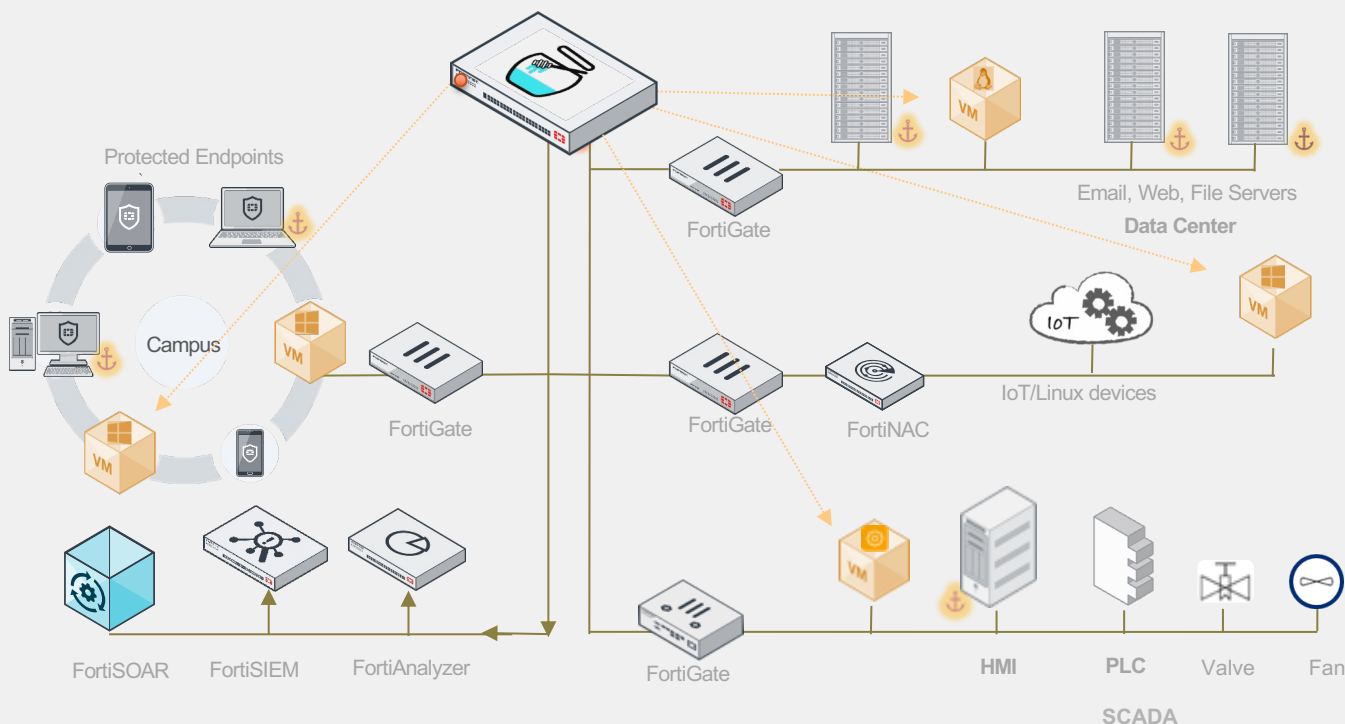 VM
Protected Endpoints
Email, Web, File Servers
Data Center
FortiGate
VM
IoT
VM
VM
Campus
FortiGate
FortiGate
FortiNAC
IoT/Linux devices
VM
VM
FortiSOAR
FortiSIEM
FortiAnalyzer
FortiGate
HMI
PLC
Valve
Fan
SCADA